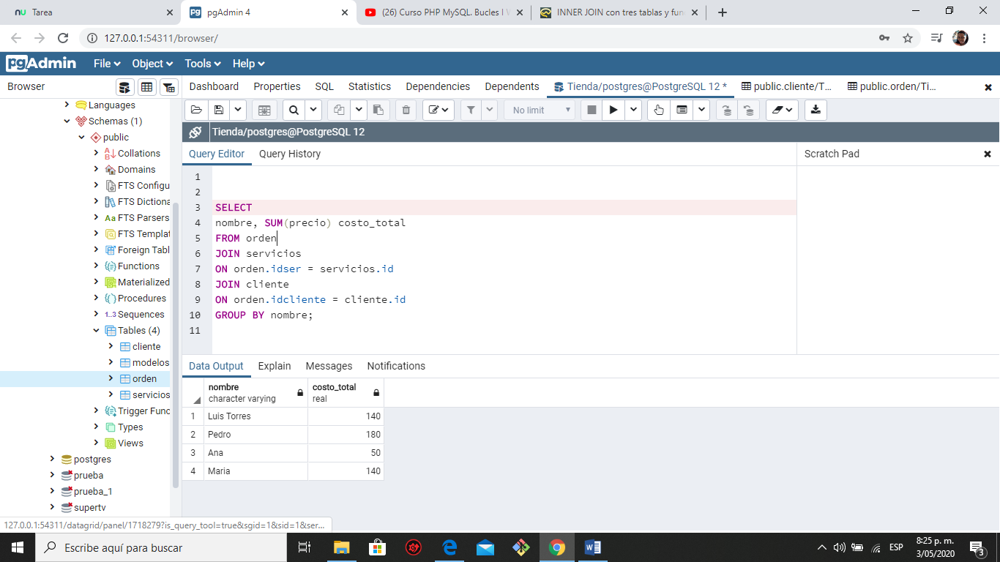 nu Tarea
pgAdmin 4
(26) Curso PHP MySQL. Bucles I
INNER JOIN con tres tablas y fun
127.0.0.1:54311/browser/
pgAdmin File Object Tools Help
Browser
Dashboard Properties SQL Statistics Dependencies Dependents Tienda/postgres@PostgreSQL 12 * public.cliente/T... public.orden/Ti...
No limit
Tienda/postgres@PostgreSQL 12
Query Editor Query History
Scratch Pad
Languages
Schemas (1)
public
Collations
Domains
FTS Configu
FTS Dictiona
FTS Parsers
FTS Templat
Foreign Tabl
Functions
Materialized
Procedures
1..3 Sequences
Tables (4)
cliente
modelos
orden
servicios
Trigger Func
Types
Views
postgres
prueba
prueba_1
supertv
1
2
3 SELECT
4 nombre, SUM(precio) costo_total
5 FROM orden
6 JOIN servicios
7 ON orden.idser = servicios.id
8 JOIN cliente
9 ON orden.idcliente = cliente.id
10 GROUP BY nombre;
11
Data Output Explain Messages Notifications
nombre costo_total
character varying real
1 Luis Torres 140
2 Pedro 180
3 Ana 50
4 Maria 140
127.0.0.1:54311/datagrid/panel/1718279?is_query_tool=true&sgid=1&sid=1&ser...
Escribe aquí para buscar
ESP
8:25 p. m.
3/05/2020
3